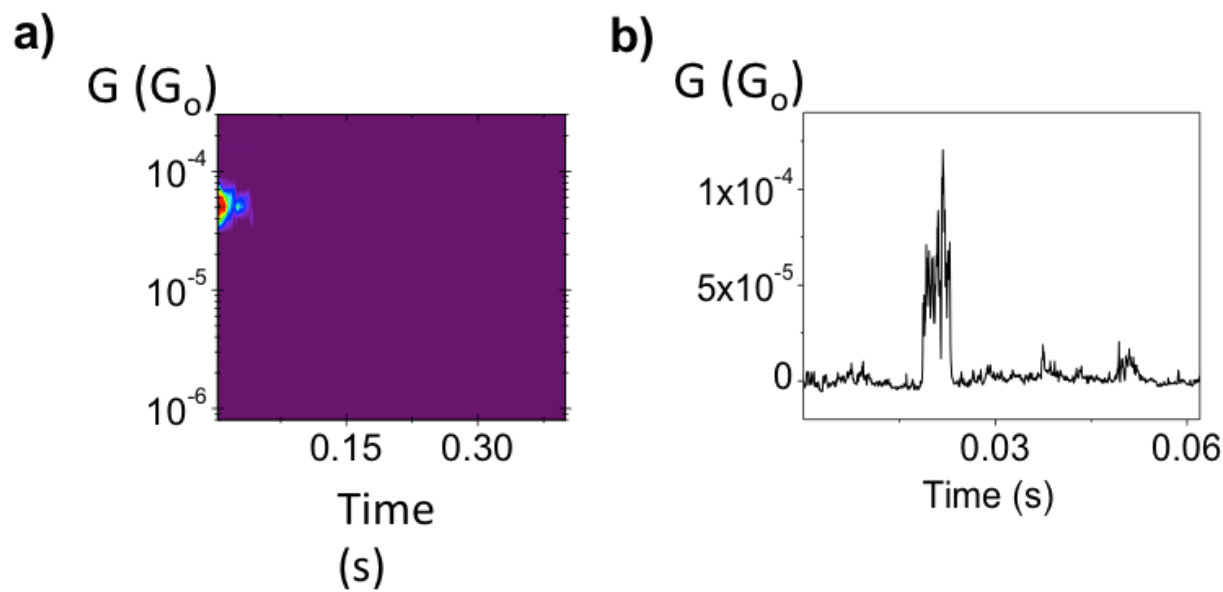 a)
G (Gₒ)
10⁻⁴
10⁻⁵
10⁻⁶
0.15 0.30
Time
(s)
b)
G (Gₒ)
1x10⁻⁴
5x10⁻⁵
0
0.03 0.06
Time (s)